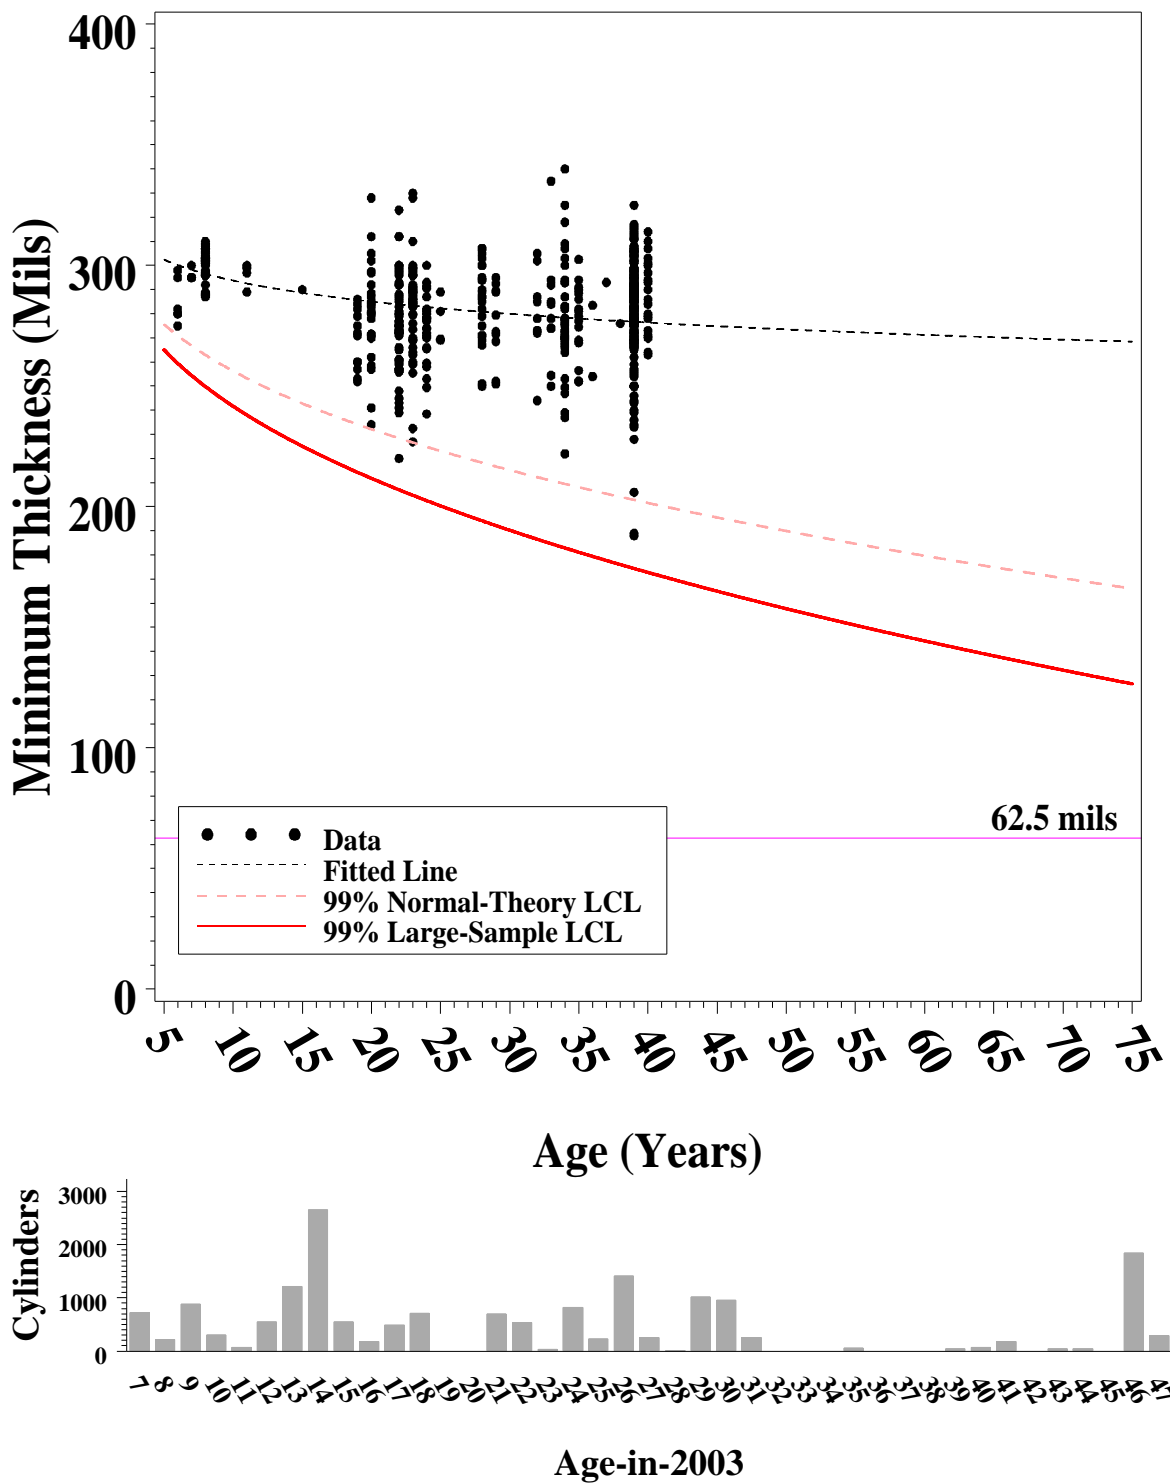 Minimum Thickness (Mils)
400
300
200
100
0
62.5 mils
Data
Fitted Line
99% Normal-Theory LCL
99% Large-Sample LCL
5 10 15 20 25 30 35 40 45 50 55 60 65 70 75
Age (Years)
Cylinders
3000
2000
1000
0
7 8 9 10 11 12 13 14 15 16 17 18 19 20 21 22 23 24 25 26 27 28 29 30 31 32 33 34 35 36 37 38 39 40 41 42 43 44 45 46 47
Age-in-2003